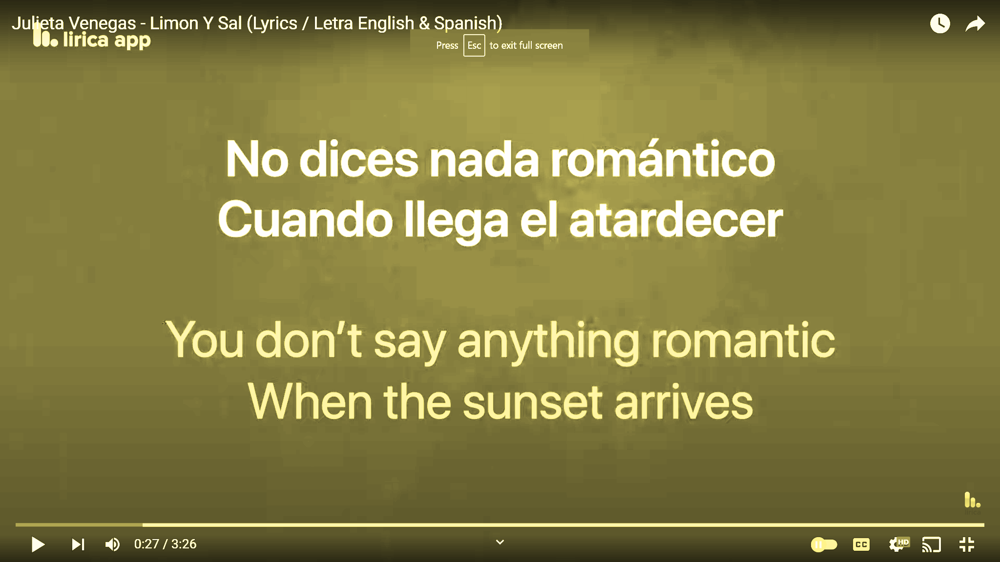 Julieta Venegas - Limon Y Sal (Lyrics / Letra English & Spanish)
lirica app
Press Esc to exit full screen
No dices nada romántico
Cuando llega el atardecer
You don't say anything romantic
When the sunset arrives
lirica
0:27 / 3:26
CC
HD